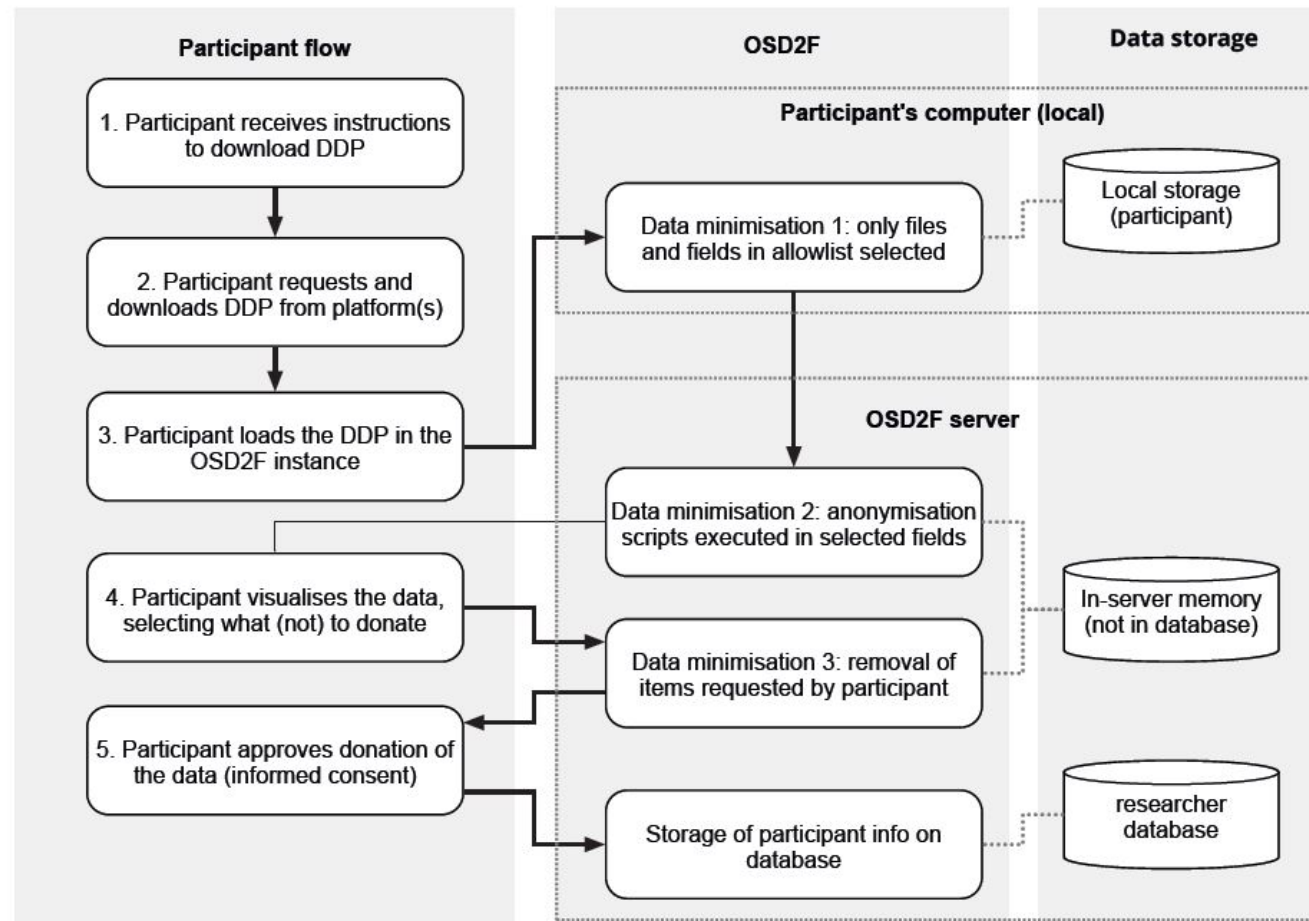 Participant flow
OSD2F
Data storage
Participant's computer (local)
1. Participant receives instructions
to download DDP
Data minimisation 1: only files
and fields in allowlist selected
Local storage
(participant)
2. Participant requests and
downloads DDP from platform(s)
3. Participant loads the DDP in the
OSD2F instance
OSD2F server
Data minimisation 2: anonymisation
scripts executed in selected fields
4. Participant visualises the data,
selecting what (not) to donate
In-server memory
(not in database)
Data minimisation 3: removal of
items requested by participant
5. Participant approves donation of
the data (informed consent)
Storage of participant info on
database
researcher
database